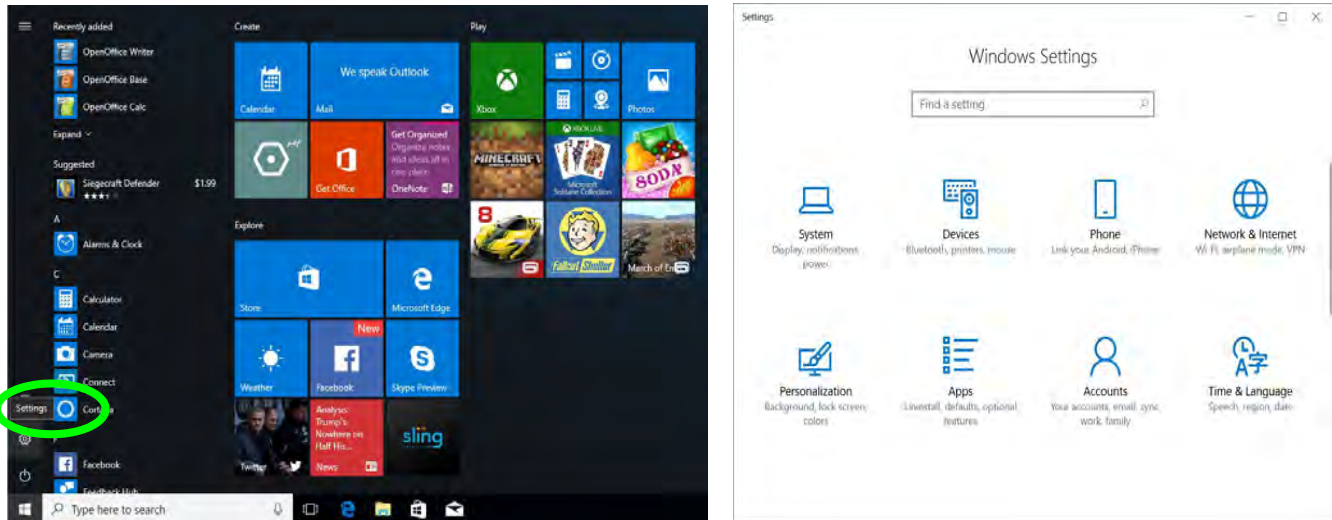 Recently added
OpenOffice Writer
OpenOffice Base
OpenOffice Calc
Expand
Suggested
Siegecraft Defender $1.99
A
Alarms & Clock
C
Calculator
Calendar
Camera
Connect
Settings
Cortana
Facebook
Feedback Hub
Type here to search
Create
Calendar
We speak Outlook
Mail
Get Office
Get Organized
Organize notes
and ideas all in
one place
OneNote
Explore
Store
Microsoft Edge
Weather
New
Facebook
Skype Preview
Twitter
Analysis:
Trump's
Nowhere on
Half His...
News
sling
Play
Xbox
Photos
MINECRAFT
XBOX LIVE
Microsoft
Solitaire Collection
SODA
8
Fallout Shelter
March of Em
Settings
Windows Settings
Find a setting
System
Display, notifications,
power
Devices
Bluetooth, printers, mouse
Phone
Link your Android, iPhone
Network & Internet
Wi-Fi, airplane mode, VPN
Personalization
Background, lock screen,
colors
Apps
Uninstall, defaults, optional
features
Accounts
Your accounts, email, sync,
work, family
Time & Language
Speech, region, date